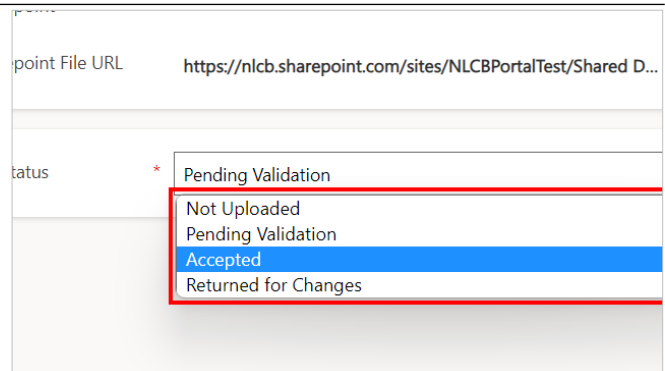 point File URL https://nlcb.sharepoint.com/sites/NLCBPortalTest/Shared D...
tatus * Pending Validation
Not Uploaded
Pending Validation
Accepted
Returned for Changes